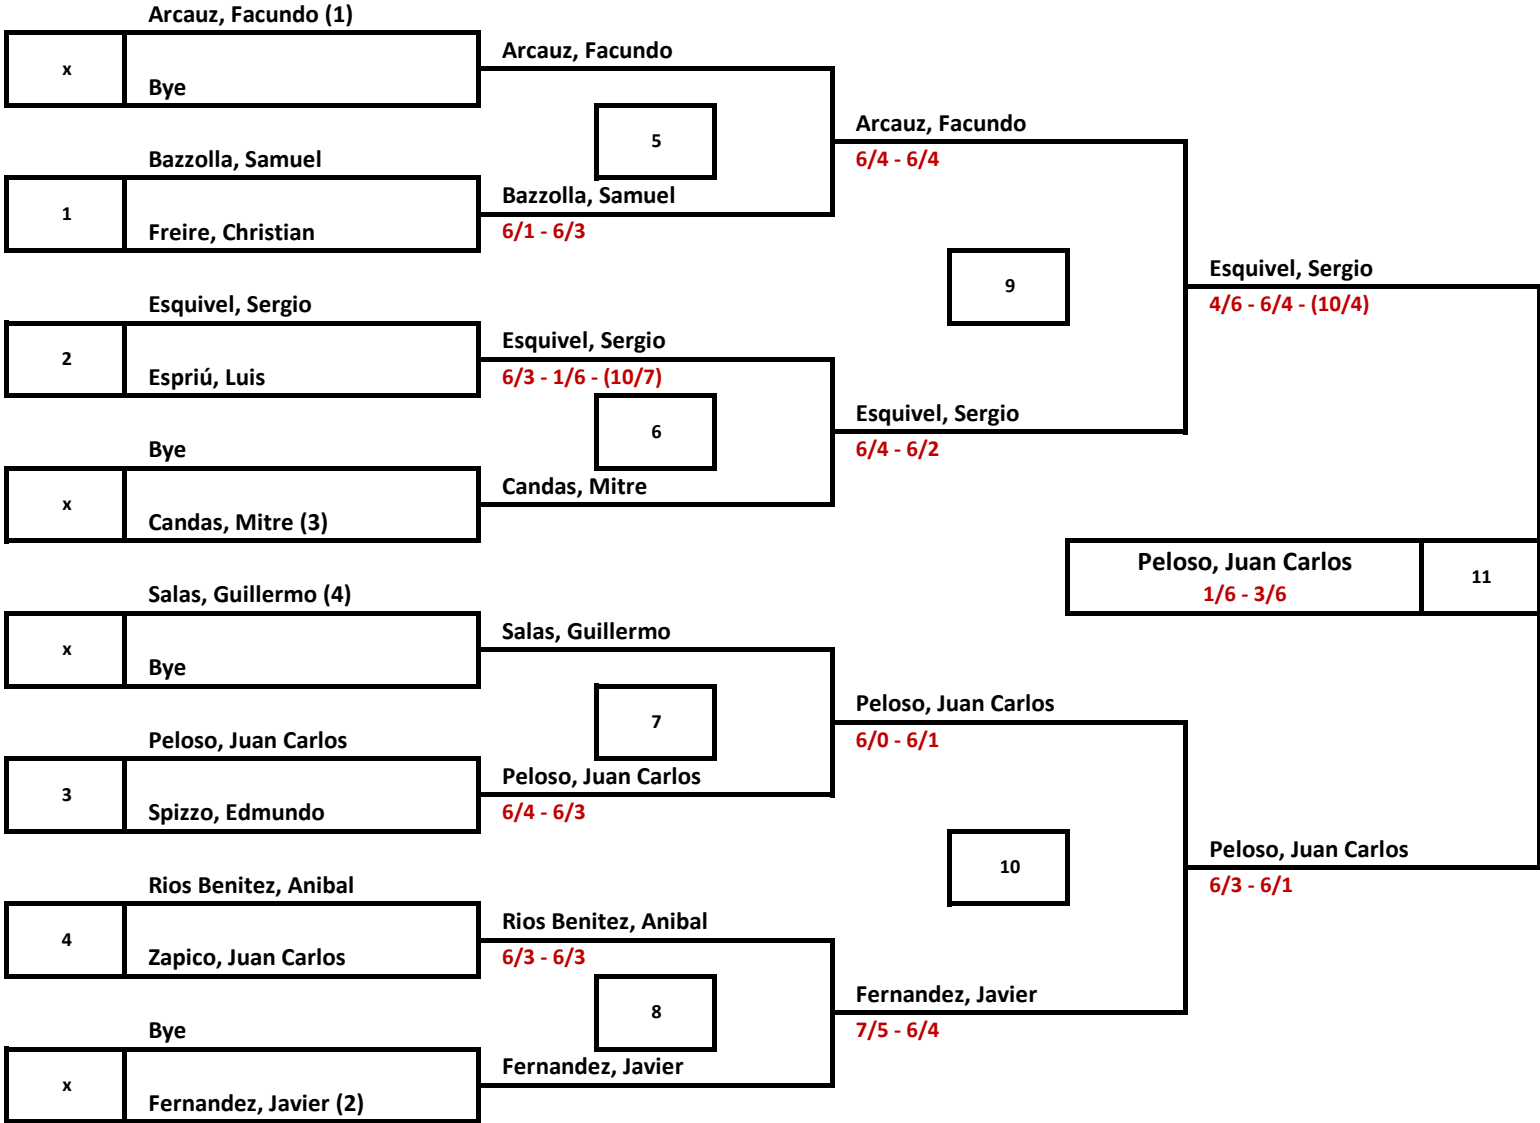 Arcauz, Facundo (1)
x
Bye
Bazzolla, Samuel
1
Freire, Christian
Esquivel, Sergio
2
Espriú, Luis
Bye
x
Candas, Mitre (3)
Salas, Guillermo (4)
x
Bye
Peloso, Juan Carlos
3
Spizzo, Edmundo
Rios Benitez, Anibal
4
Zapico, Juan Carlos
Bye
x
Fernandez, Javier (2)
Arcauz, Facundo
5
Bazzolla, Samuel
6/1 - 6/3
Esquivel, Sergio
6/3 - 1/6 - (10/7)
6
Candas, Mitre
Salas, Guillermo
7
Peloso, Juan Carlos
6/4 - 6/3
Rios Benitez, Anibal
6/3 - 6/3
8
Fernandez, Javier
Arcauz, Facundo
6/4 - 6/4
9
Esquivel, Sergio
6/4 - 6/2
Peloso, Juan Carlos
6/0 - 6/1
10
Fernandez, Javier
7/5 - 6/4
Esquivel, Sergio
4/6 - 6/4 - (10/4)
Peloso, Juan Carlos
1/6 - 3/6
11
Peloso, Juan Carlos
6/3 - 6/1